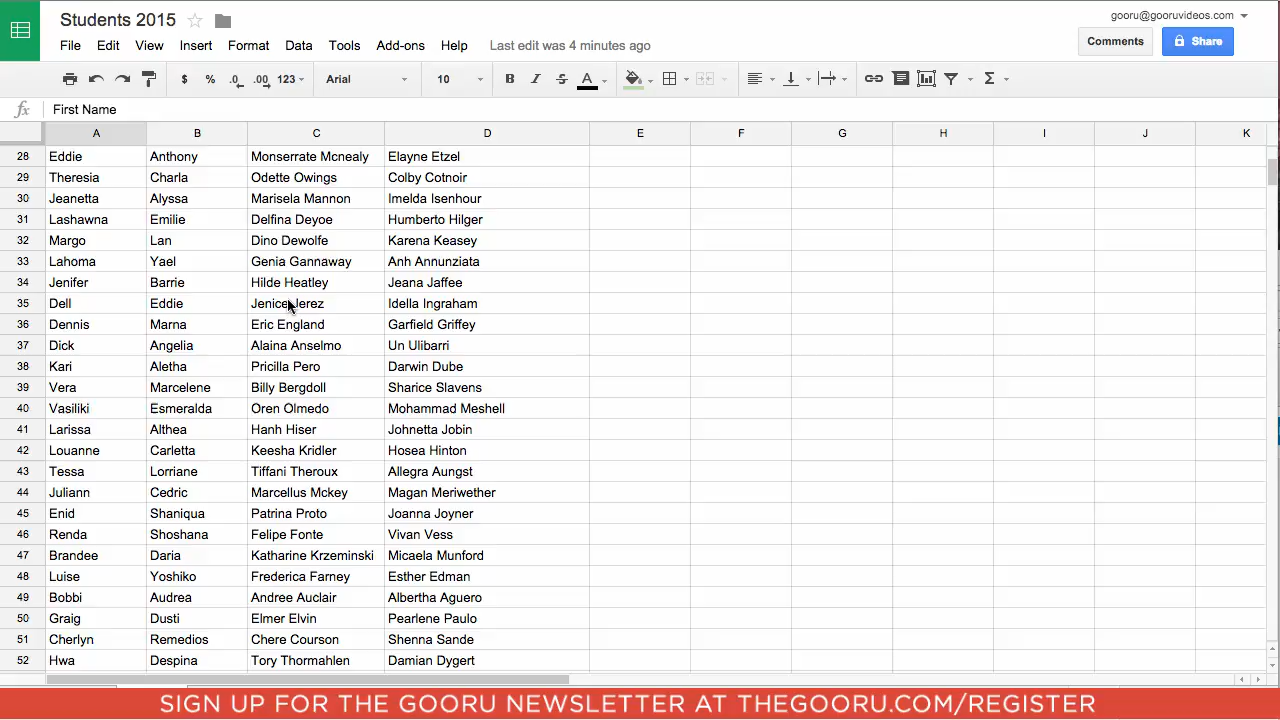 Students 2015
gooru@gooruvideos.com
File Edit View Insert Format Data Tools Add-ons Help Last edit was 4 minutes ago
Comments Share
$ % .0 .00 123 Arial 10 B I S A Σ
fx First Name
A B C D E F G H I J K
28 Eddie Anthony Monserrate Mcnealy Elayne Etzel
29 Theresia Charla Odette Owings Colby Cotnoir
30 Jeanetta Alyssa Marisela Mannon Imelda Isenhour
31 Lashawna Emilie Delfina Deyoe Humberto Hilger
32 Margo Lan Dino Dewolfe Karena Keasey
33 Lahoma Yael Genia Gannaway Anh Annunziata
34 Jenifer Barrie Hilde Heatley Jeana Jaffee
35 Dell Eddie Jenice Jerez Idella Ingraham
36 Dennis Marna Eric England Garfield Griffey
37 Dick Angelia Alaina Anselmo Un Ulibarri
38 Kari Aletha Pricilla Pero Darwin Dube
39 Vera Marcelene Billy Bergdoll Sharice Slavens
40 Vasiliki Esmeralda Oren Olmedo Mohammad Meshell
41 Larissa Althea Hanh Hiser Johnetta Jobin
42 Louanne Carletta Keesha Kridler Hosea Hinton
43 Tessa Lorriane Tiffani Theroux Allegra Aungst
44 Juliann Cedric Marcellus Mckey Magan Meriwether
45 Enid Shaniqua Patrina Proto Joanna Joyner
46 Renda Shoshana Felipe Fonte Vivan Vess
47 Brandee Daria Katharine Krzeminski Micaela Munford
48 Luise Yoshiko Frederica Farney Esther Edman
49 Bobbi Audrea Andree Auclair Albertha Aguero
50 Graig Dusti Elmer Elvin Pearlene Paulo
51 Cherlyn Remedios Chere Courson Shenna Sande
52 Hwa Despina Tory Thormahlen Damian Dygert
SIGN UP FOR THE GOORU NEWSLETTER AT THEGOORU.COM/REGISTER